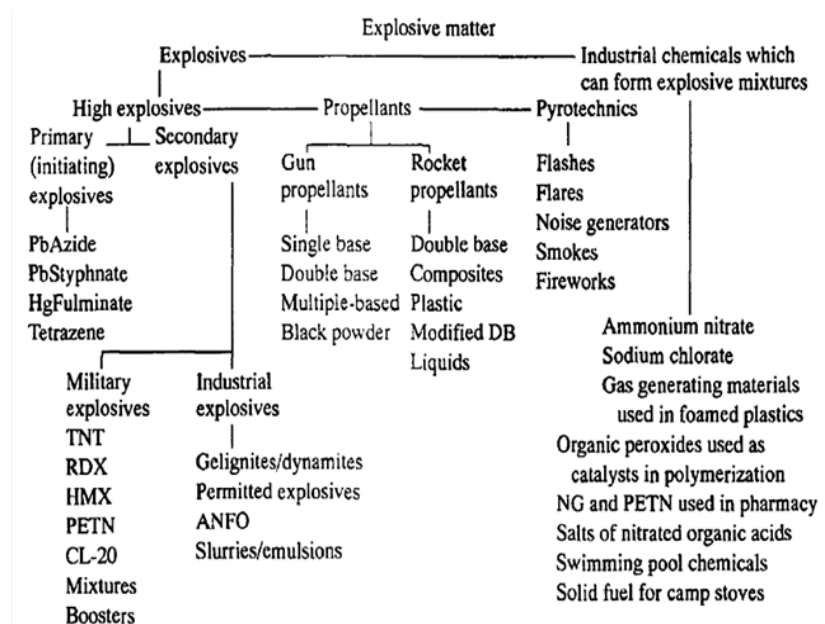 Explosive matter
Explosives
Industrial chemicals which
can form explosive mixtures
High explosives
Propellants
Pyrotechnics
Primary
(initiating)
explosives
Secondary
explosives
Gun
propellants
Rocket
propellants
Flashes
Flares
Noise generators
Smokes
Fireworks
PbAzide
PbStyphnate
HgFulminate
Tetrazene
Single base
Double base
Multiple-based
Black powder
Double base
Composites
Plastic
Modified DB
Liquids
Ammonium nitrate
Sodium chlorate
Gas generating materials
used in foamed plastics
Organic peroxides used as
catalysts in polymerization
NG and PETN used in pharmacy
Salts of nitrated organic acids
Swimming pool chemicals
Solid fuel for camp stoves
Military
explosives
TNT
RDX
HMX
PETN
CL-20
Mixtures
Boosters
Industrial
explosives
Gelignites/dynamites
Permitted explosives
ANFO
Slurries/emulsions